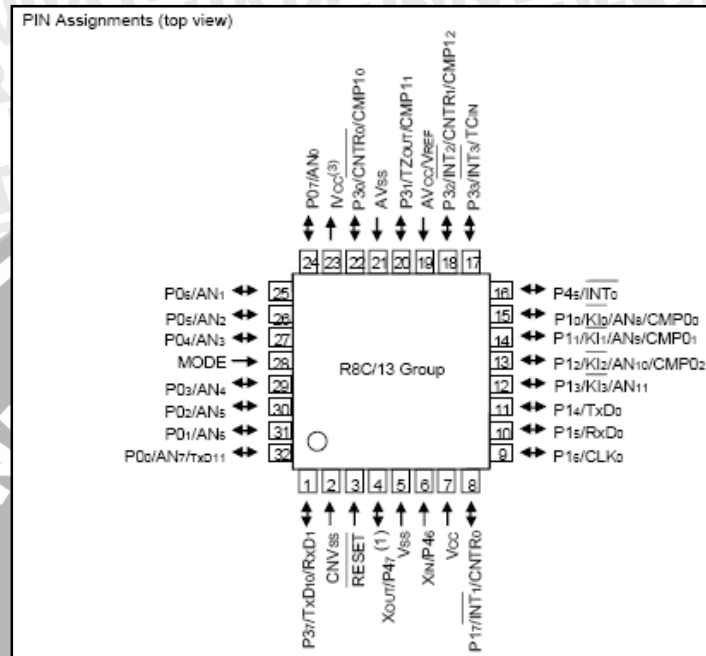 PIN Assignments (top view)
P07/AN0
IVCC(3)
P30/CNTR0/CMP10
AVSS
P31/TZOUT/CMP11
AVCC/VREF
P32/INT2/CNTR1/CMP12
P33/INT3/TCIN
24 23 22 21 20 19 18 17
P06/AN1 25
P05/AN2 26
P04/AN3 27
MODE 28
P03/AN4 29
P02/AN5 30
P01/AN6 31
P00/AN7/TXD11 32
R8C/13 Group
16 P45/INT0
15 P10/KI0/AN8/CMP00
14 P11/KI1/AN9/CMP01
13 P12/KI2/AN10/CMP02
12 P13/KI3/AN11
11 P14/TxD0
10 P15/RxD0
9 P16/CLK0
1 2 3 4 5 6 7 8
P37/TxD10/RxD1
CNVSS
RESET
XOUT/P47 (1)
VSS
XIN/P46
VCC
P17/INT1/CNTR0